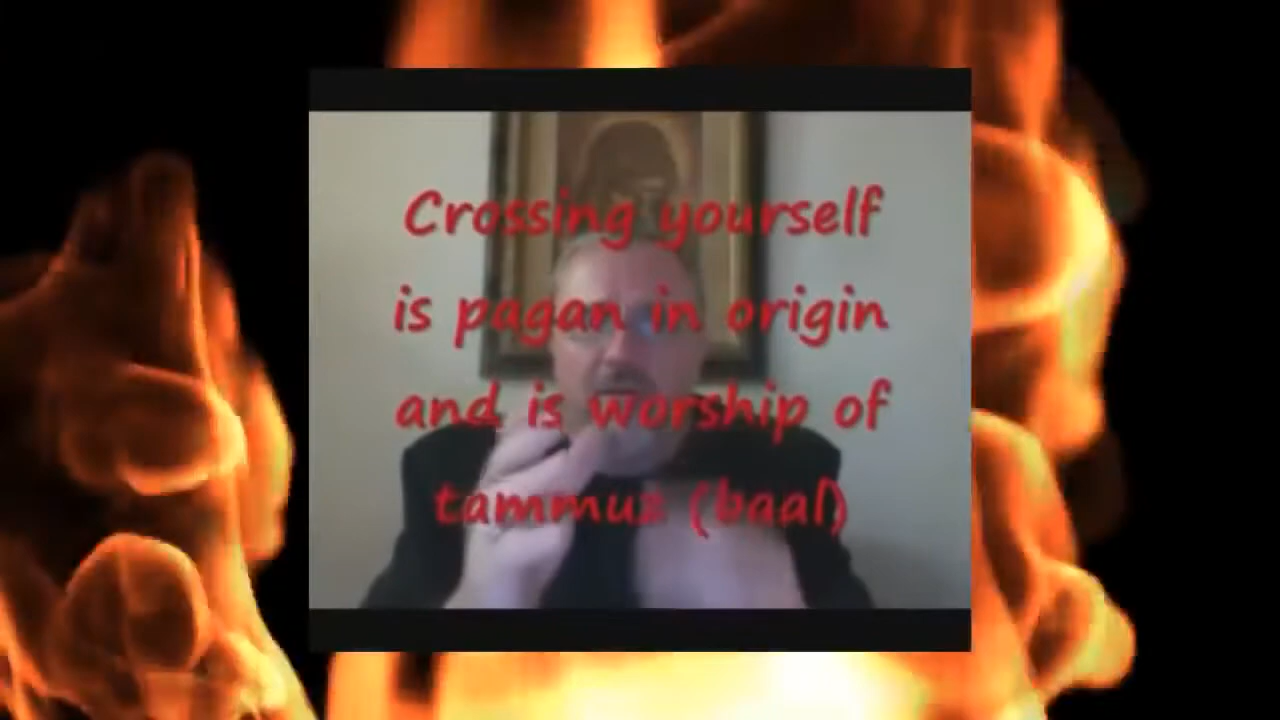 Crossing yourself
is pagan in origin
and is worship of
tammuz (baal)